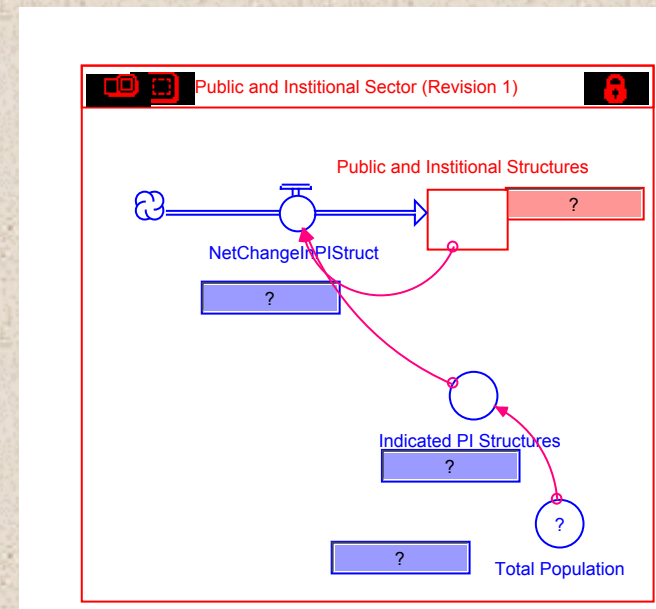 Public and Institional Sector (Revision 1)
Public and Institional Structures
?
NetChangeInPIStruct
?
Indicated PI Structures
?
?
?
Total Population